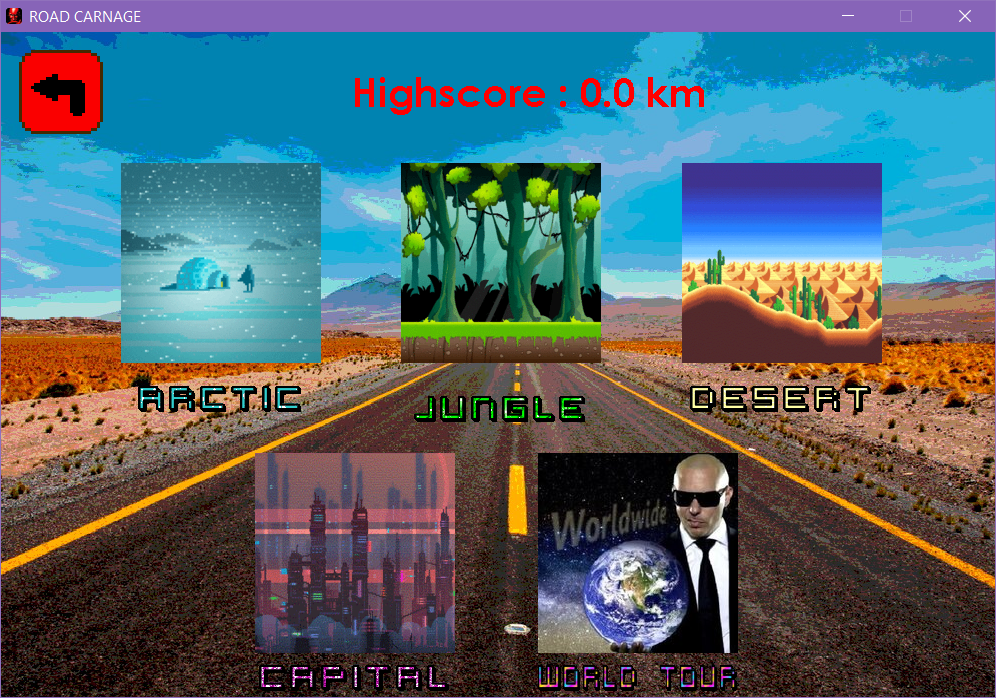 ROAD CARNAGE
Highscore : 0.0 km
ARCTIC
JUNGLE
DESERT
Worldwide
CAPITAL
WORLD TOUR